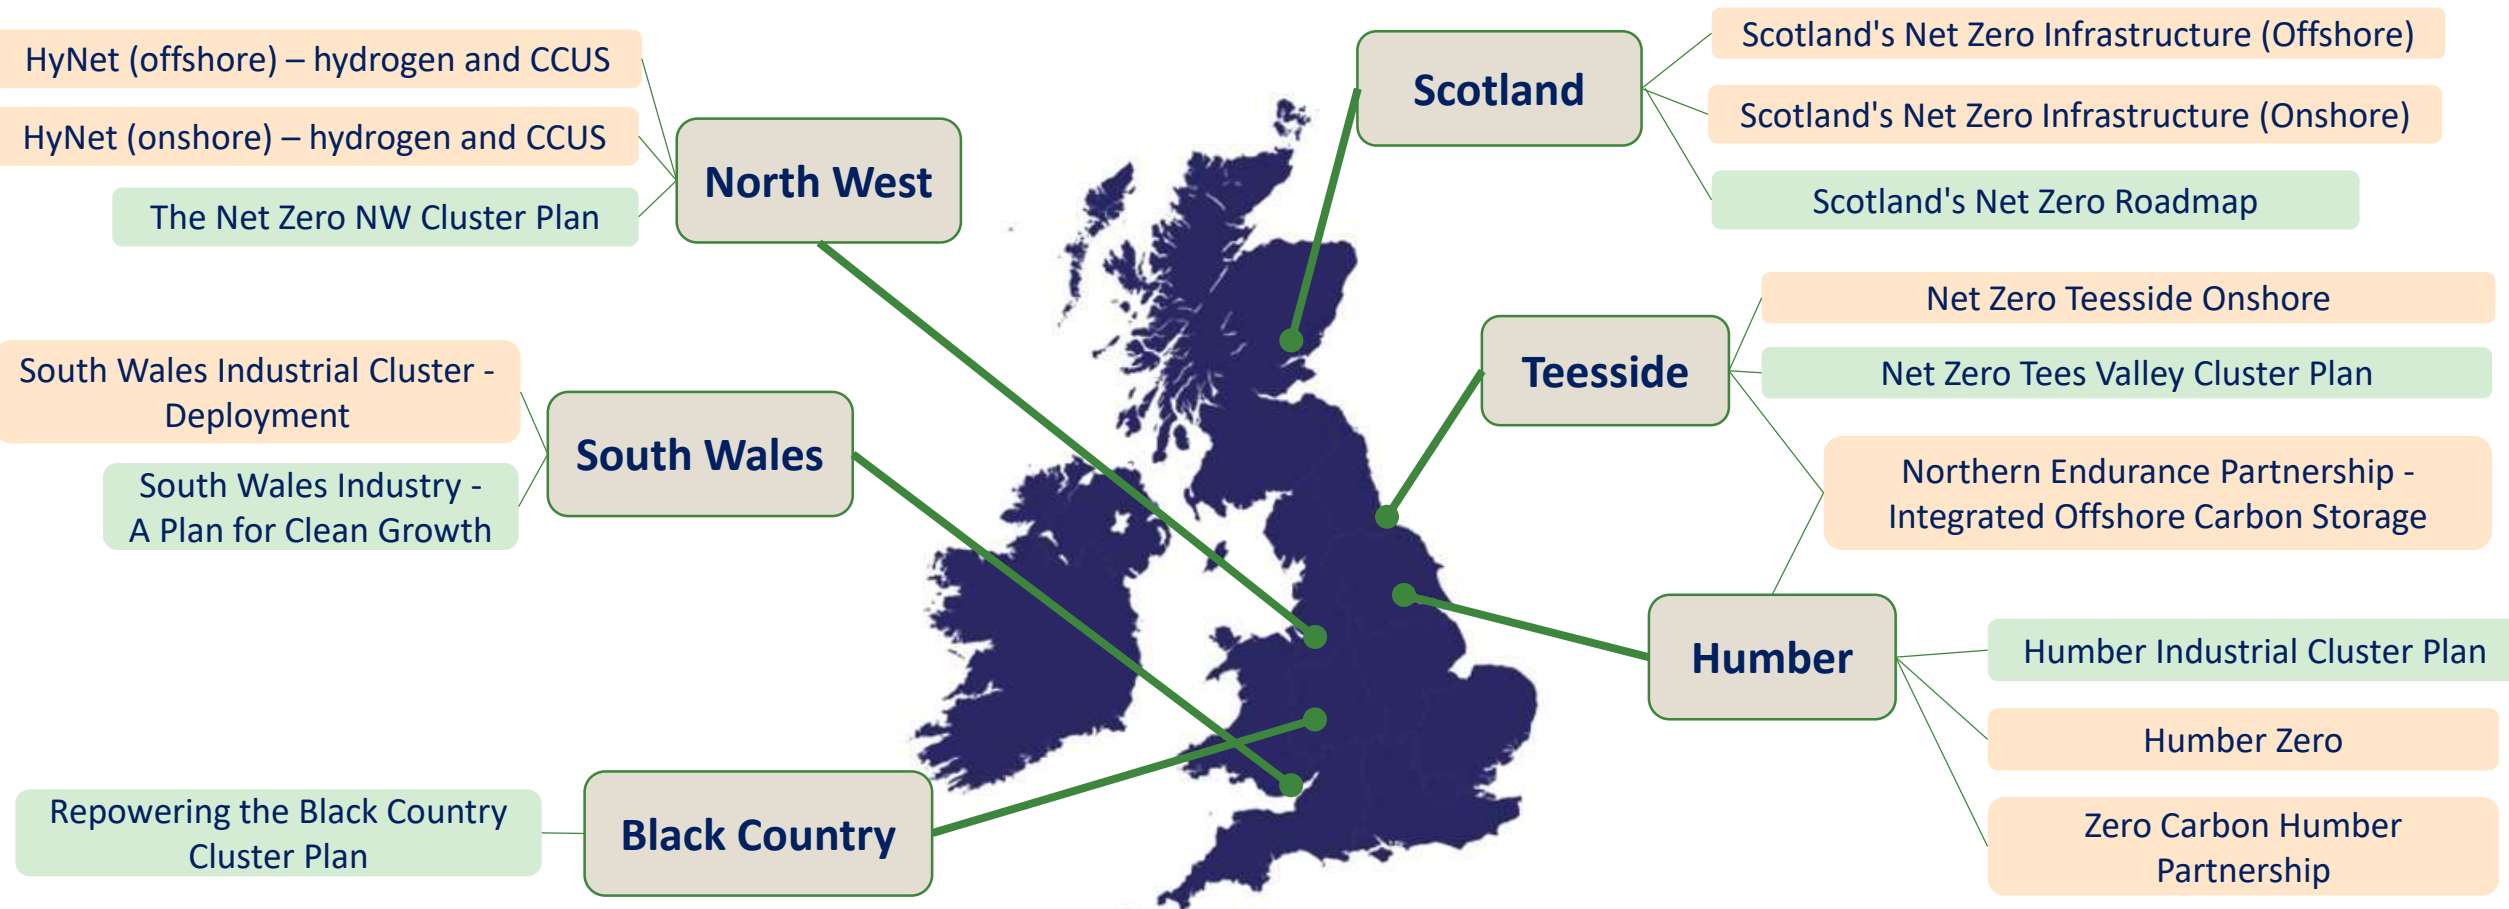 HyNet (offshore) – hydrogen and CCUS
HyNet (onshore) – hydrogen and CCUS
The Net Zero NW Cluster Plan
North West
South Wales Industrial Cluster -
Deployment
South Wales Industry -
A Plan for Clean Growth
South Wales
Repowering the Black Country
Cluster Plan
Black Country
Scotland
Scotland's Net Zero Infrastructure (Offshore)
Scotland's Net Zero Infrastructure (Onshore)
Scotland's Net Zero Roadmap
Teesside
Net Zero Teesside Onshore
Net Zero Tees Valley Cluster Plan
Northern Endurance Partnership -
Integrated Offshore Carbon Storage
Humber
Humber Industrial Cluster Plan
Humber Zero
Zero Carbon Humber
Partnership